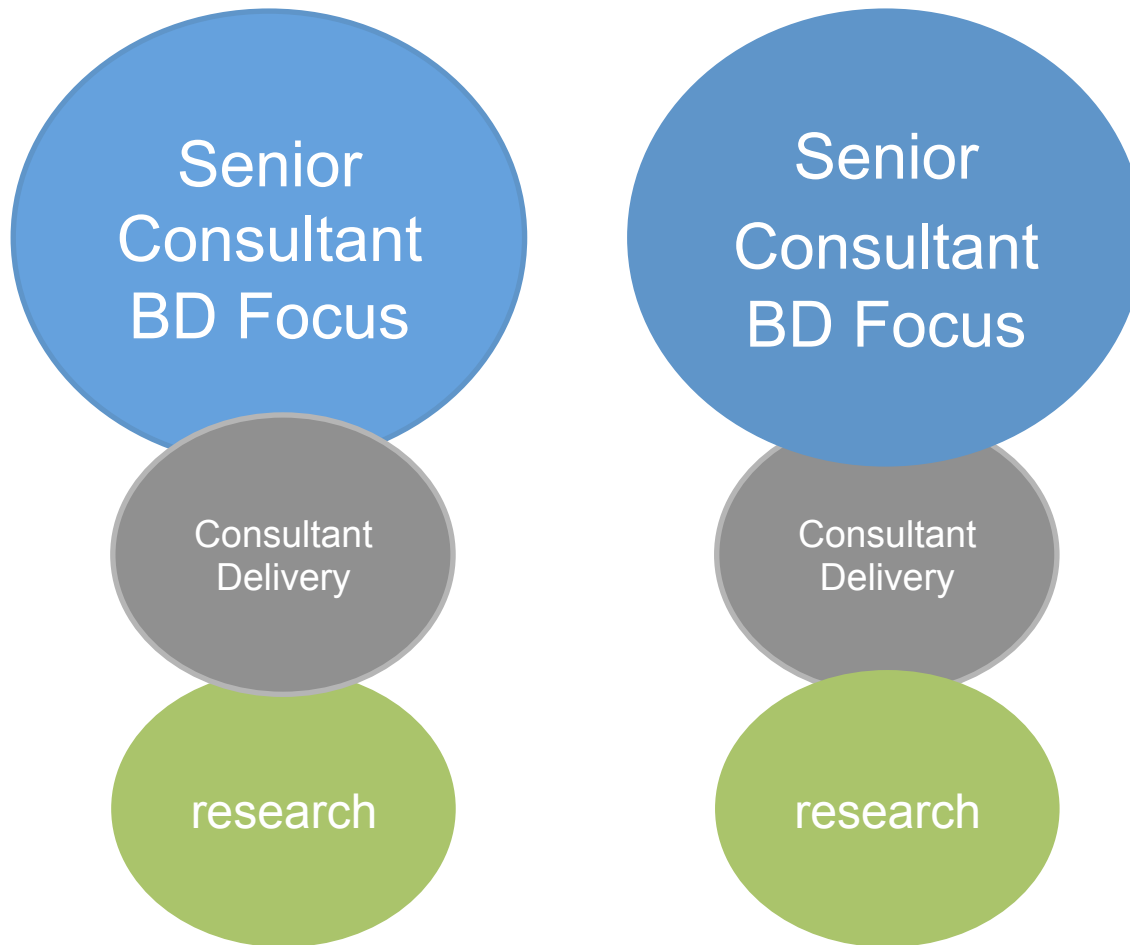 Senior
Consultant
BD Focus
Consultant
Delivery
research
Senior
Consultant
BD Focus
Consultant
Delivery
research